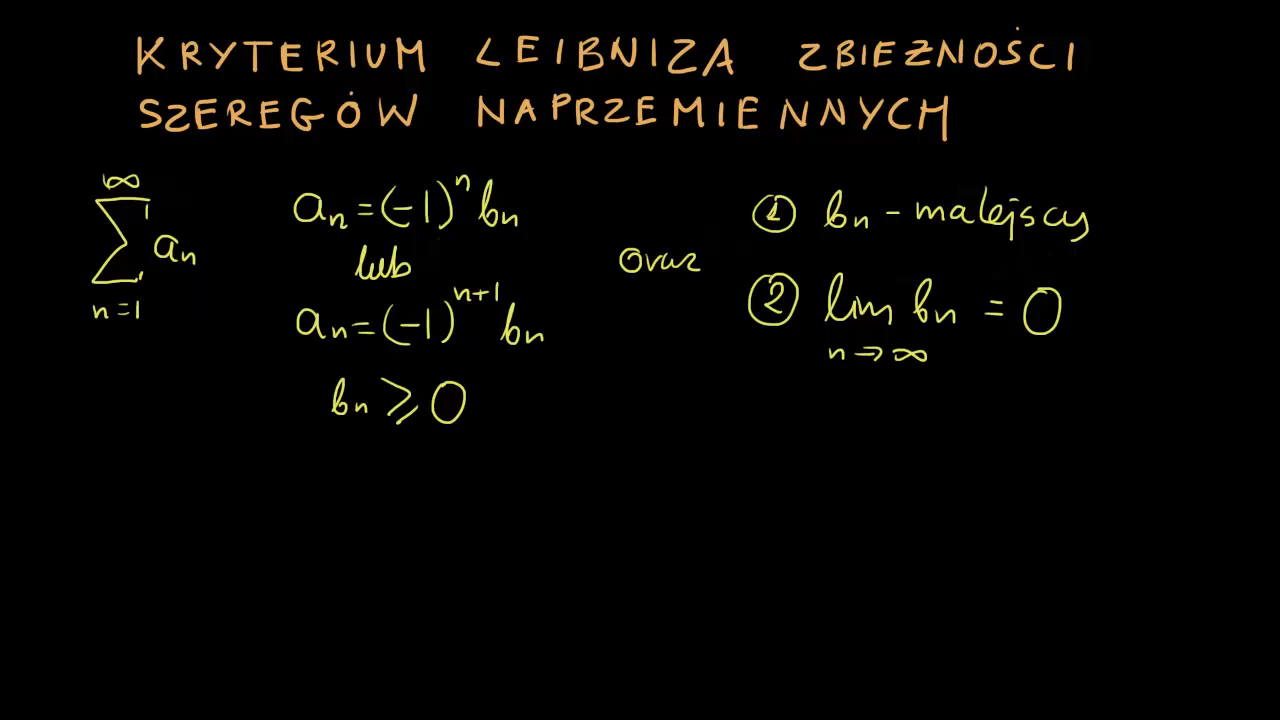 KRYTERIUM LEIBNIZA ZBIEŻNOŚCI
SZEREGÓW NAPRZEMIENNYCH
∞
∑ aₙ
n=1
aₙ = (-1)ⁿ bₙ
lub
aₙ = (-1)ⁿ⁺¹ bₙ
bₙ ⩾ 0
oraz
① bₙ - malejscy
② lim bₙ = 0
n → ∞